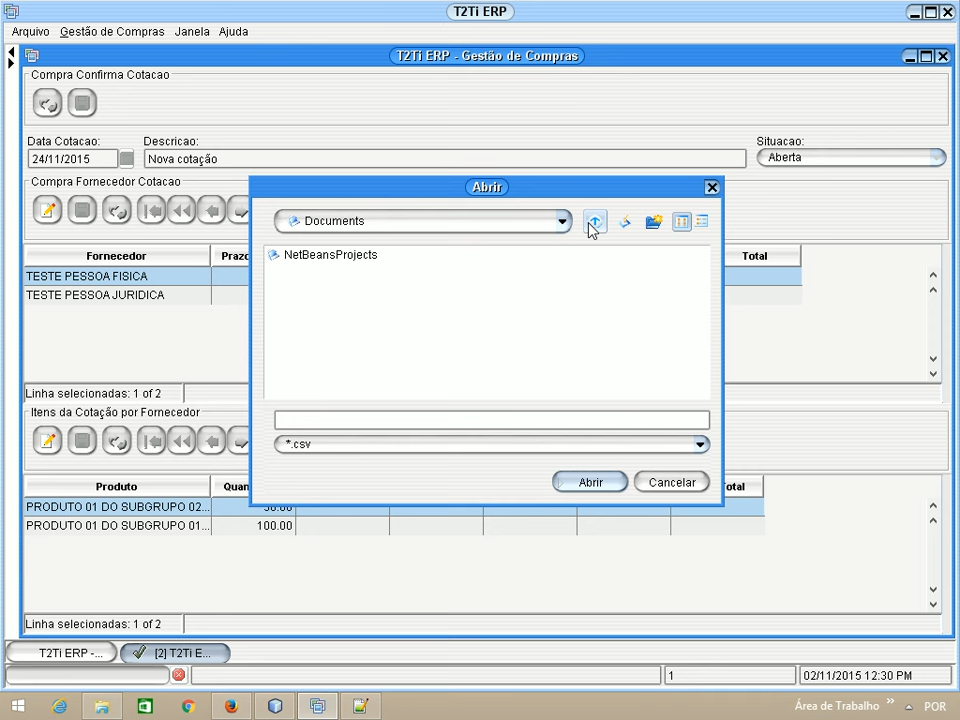 T2Ti ERP
Arquivo Gestão de Compras Janela Ajuda
T2Ti ERP - Gestão de Compras
Compra Confirma Cotacao
Data Cotacao: Descricao: Situacao:
24/11/2015 Nova cotação Aberta
Compra Fornecedor Cotacao
Abrir
Documents
NetBeansProjects
*.csv
Abrir Cancelar
Fornecedor Total
TESTE PESSOA FISICA
TESTE PESSOA JURIDICA
Linha selecionadas: 1 of 2
Itens da Cotação por Fornecedor
Produto
PRODUTO 01 DO SUBGRUPO 02...
PRODUTO 01 DO SUBGRUPO 01... 100.00
Linha selecionadas: 1 of 2
T2Ti ERP -... [2] T2Ti E...
1 02/11/2015 12:30 PM
Área de Trabalho » POR